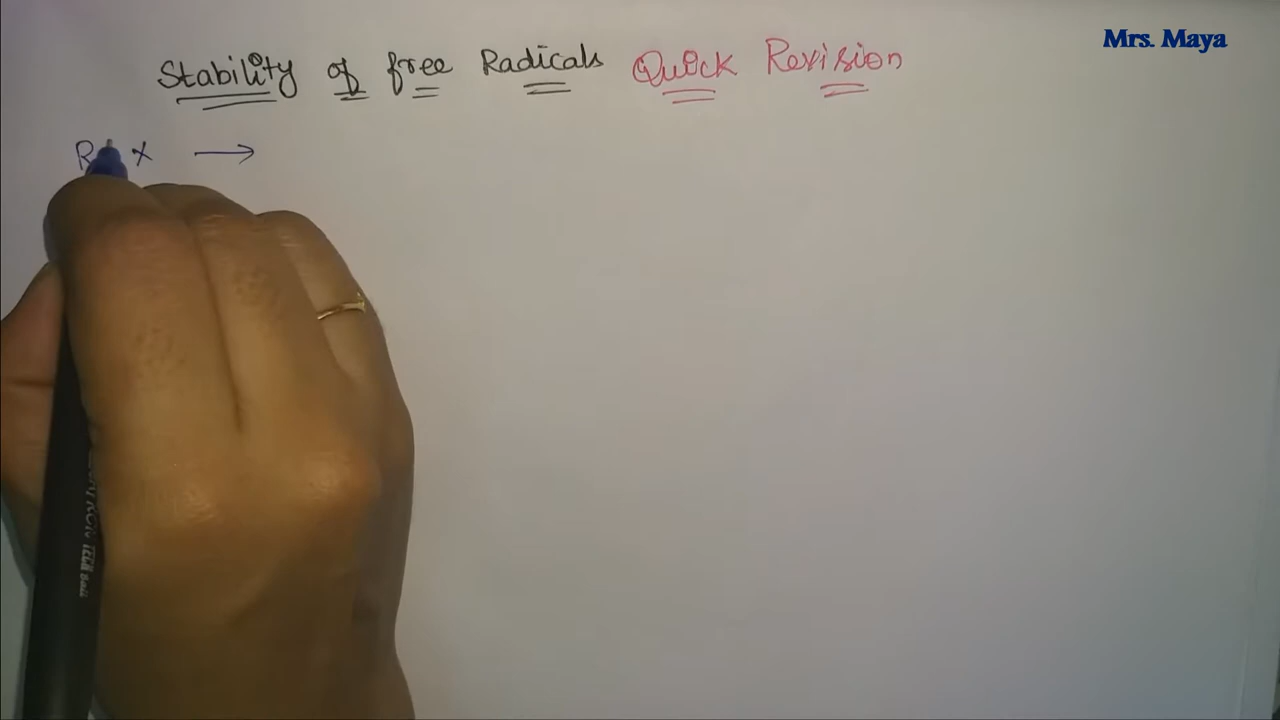 Mrs. Maya
Stability of free Radicals Quick Revision
R X →